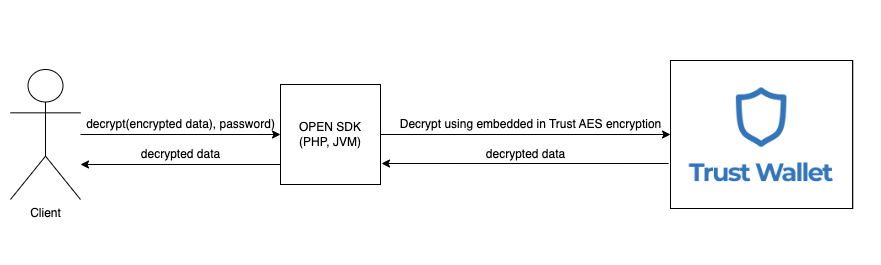 decrypt(encrypted data), password)
OPEN SDK
(PHP, JVM)
Decrypt using embedded in Trust AES encryption
decrypted data
decrypted data
Trust Wallet
Client